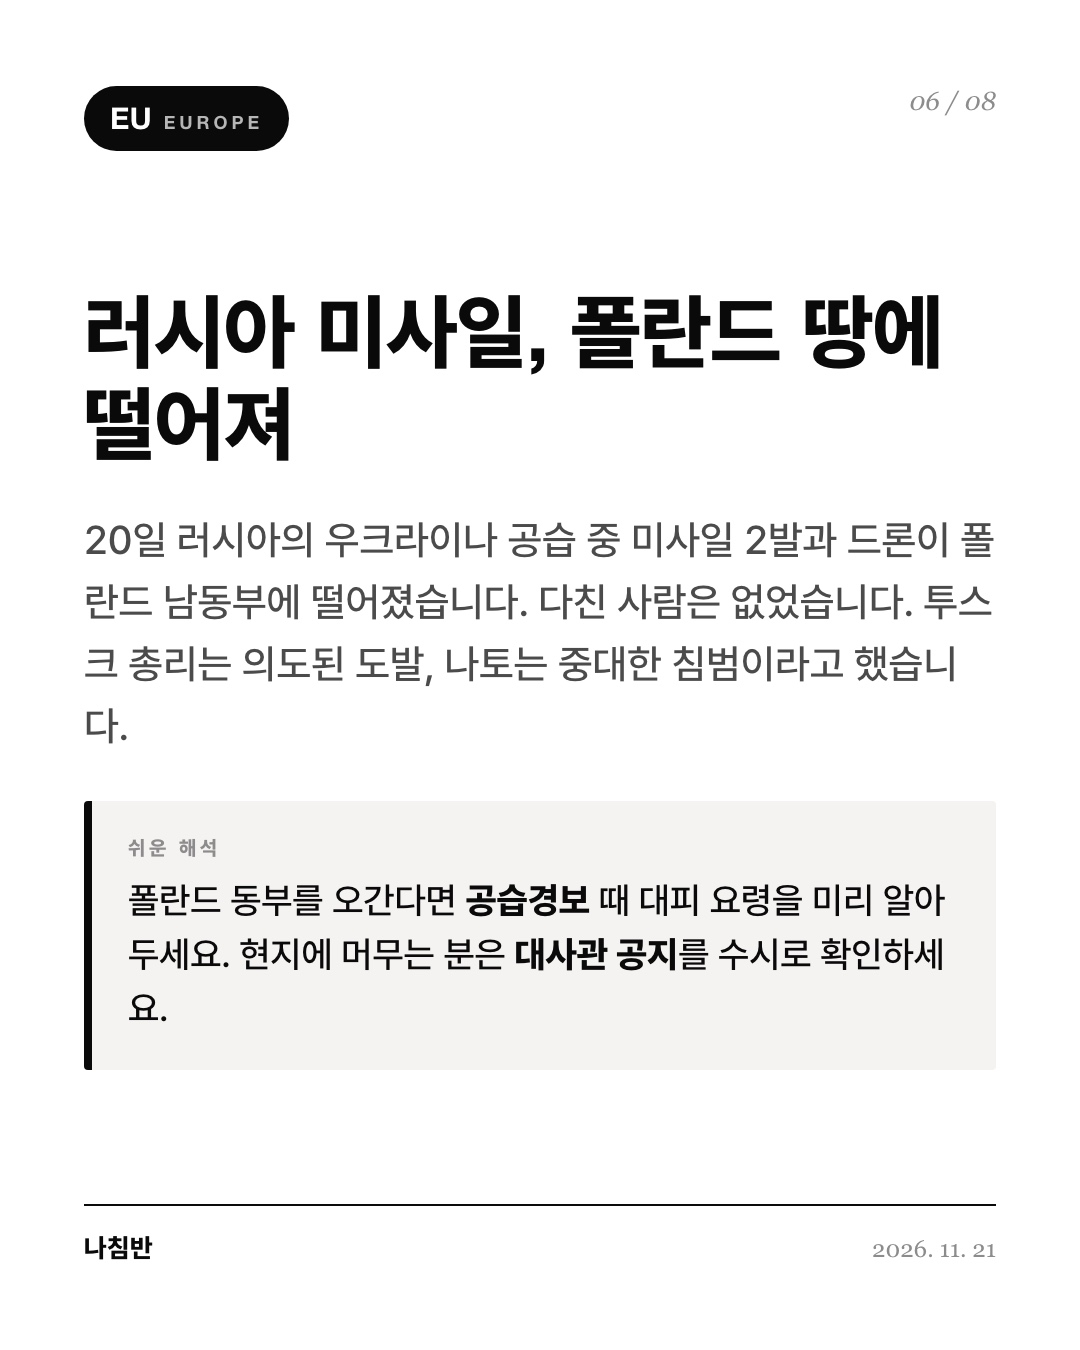 EU EUROPE
06 / 08
러시아 미사일, 폴란드 땅에
떨어져
20일 러시아의 우크라이나 공습 중 미사일 2발과 드론이 폴
란드 남동부에 떨어졌습니다. 다친 사람은 없었습니다. 투스
크 총리는 의도된 도발, 나토는 중대한 침범이라고 했습니
다.
쉬운 해석
폴란드 동부를 오간다면 공습경보 때 대피 요령을 미리 알아
두세요. 현지에 머무는 분은 대사관 공지를 수시로 확인하세
요.
나침반
2026. 11. 21